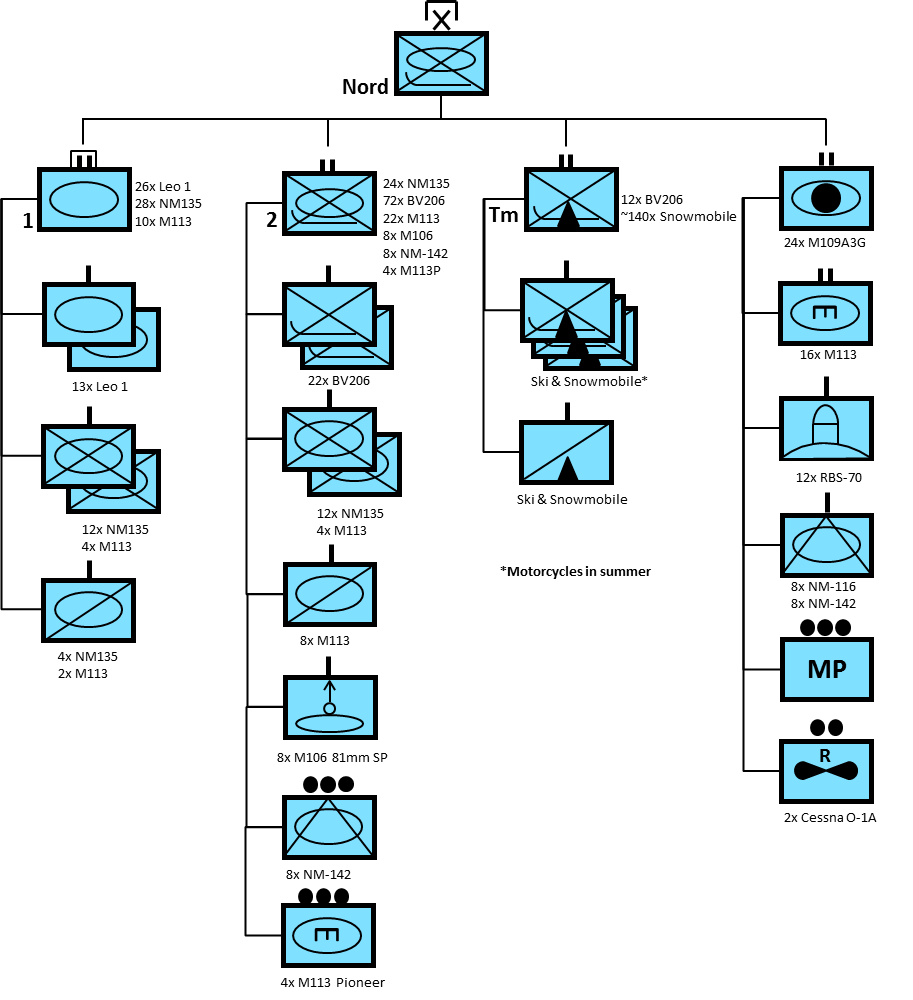 Nord
1
26x Leo 1
28x NM135
10x M113
13x Leo 1
12x NM135
4x M113
4x NM135
2x M113
2
24x NM135
72x BV206
22x M113
8x M106
8x NM-142
4x M113P
22x BV206
12x NM135
4x M113
8x M113
8x M106 81mm SP
8x NM-142
E
4x M113 Pioneer
Tm
12x BV206
~140x Snowmobile
Ski & Snowmobile*
Ski & Snowmobile
*Motorcycles in summer
24x M109A3G
E
16x M113
12x RBS-70
8x NM-116
8x NM-142
MP
R
2x Cessna O-1A